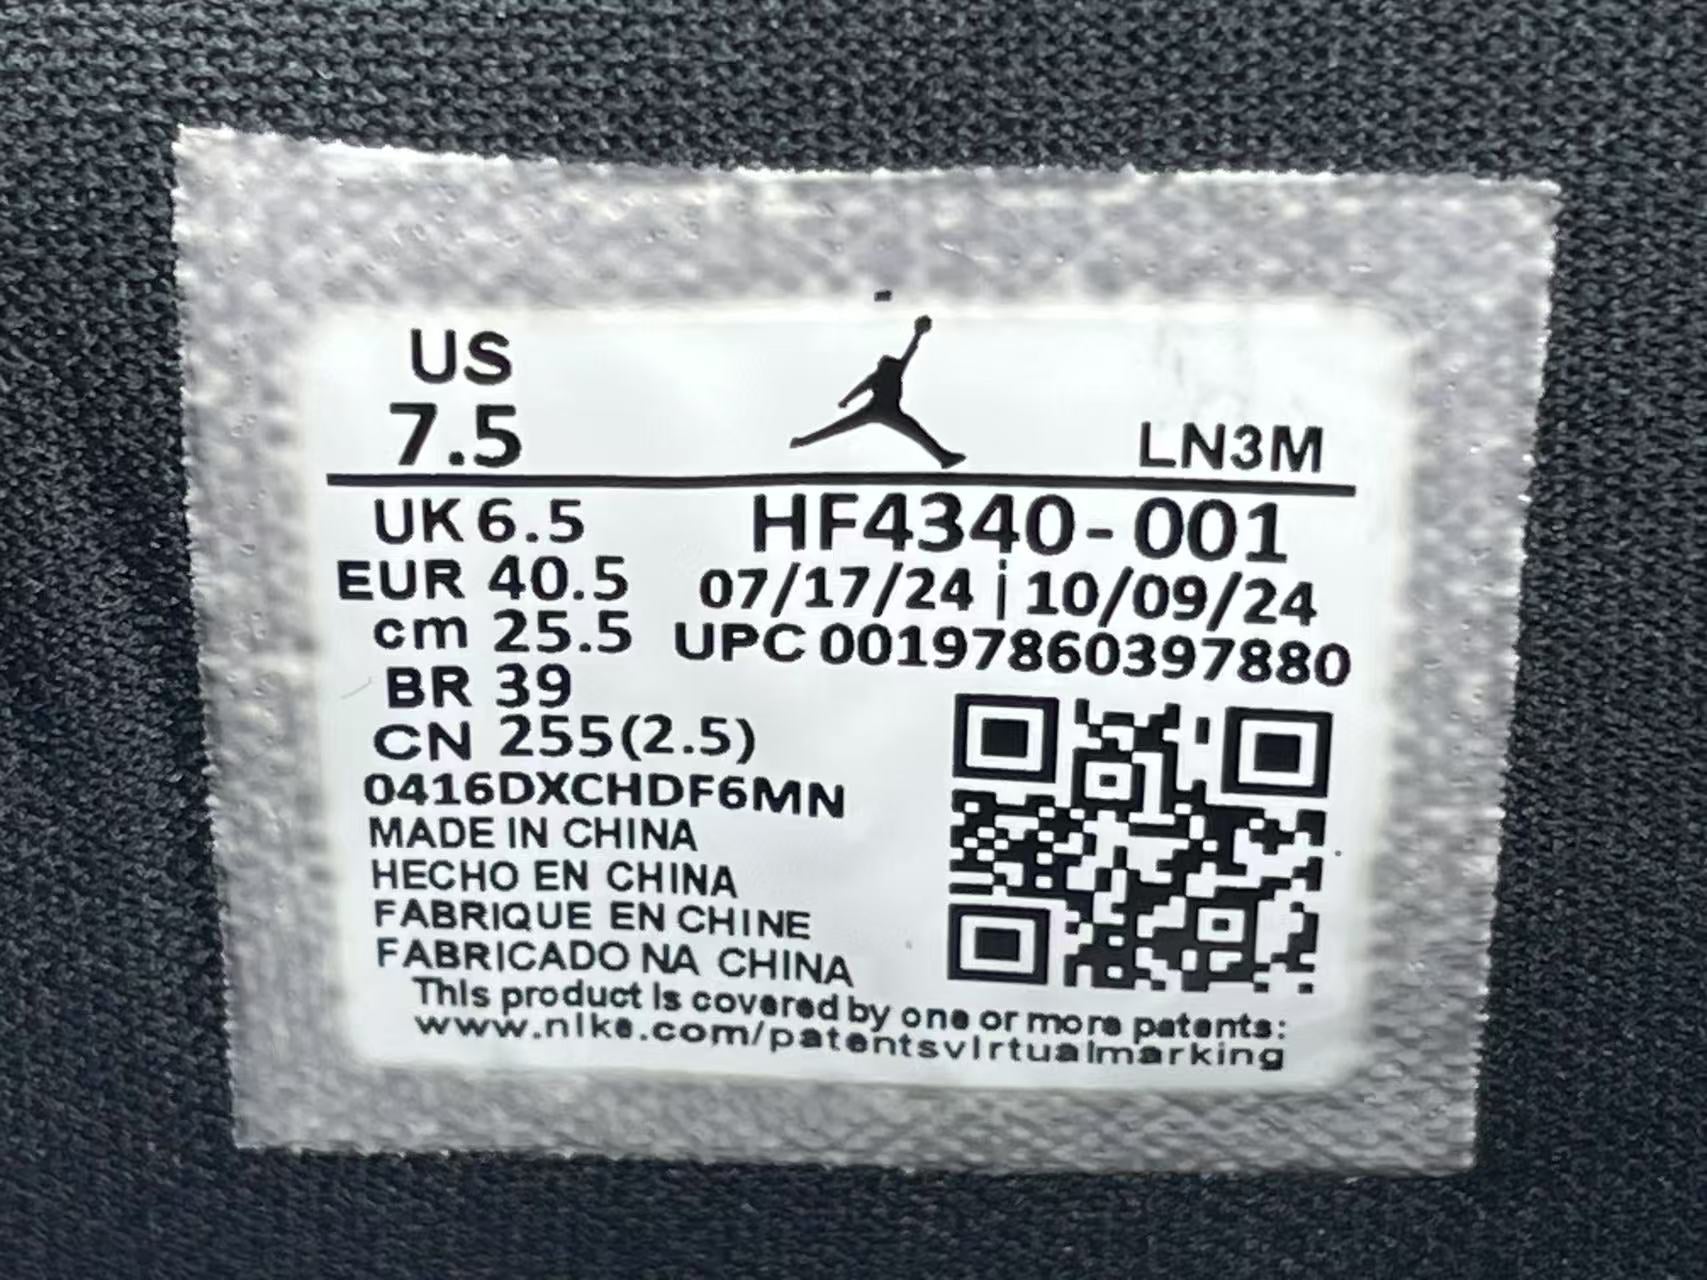 US
7.5
LN3M
UK 6.5
HF4340-001
EUR 40.5
07/17/24 | 10/09/24
cm 25.5
UPC 00197860397880
BR 39
CN 255(2.5)
0416DXCHDF6MN
MADE IN CHINA
HECHO EN CHINA
FABRIQUE EN CHINE
FABRICADO NA CHINA
This product is covered by one or more patents:
www.nike.com/patentsvirtualmarking